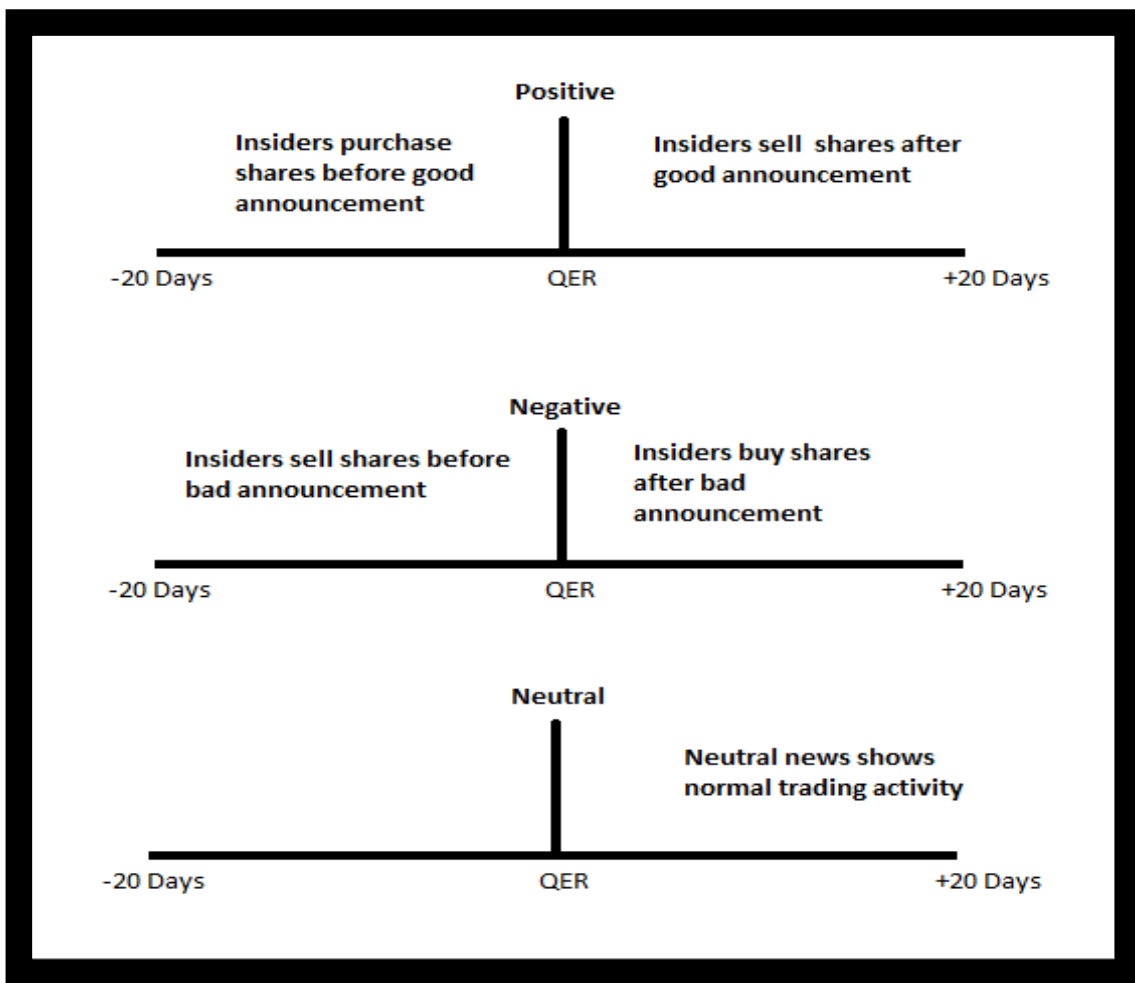 Positive
Insiders purchase
shares before good
announcement
Insiders sell  shares after
good announcement
-20 Days
QER
+20 Days
Negative
Insiders sell shares before
bad announcement
Insiders buy shares
after bad
announcement
-20 Days
QER
+20 Days
Neutral
Neutral news shows
normal trading activity
-20 Days
QER
+20 Days